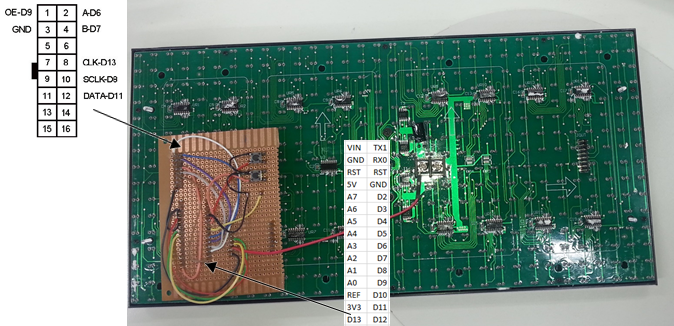 OE-D9 1 2 A-D6
GND 3 4 B-D7
5 6
7 8 CLK-D13
9 10 SCLK-D8
11 12 DATA-D11
13 14
15 16
VIN TX1
GND RX0
RST RST
5V GND
A7 D2
A6 D3
A5 D4
A4 D5
A3 D6
A2 D7
A1 D8
A0 D9
REF D10
3V3 D11
D13 D12